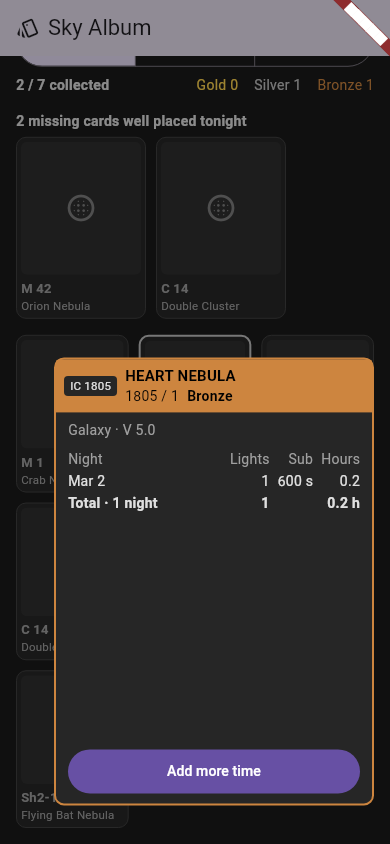 Sky Album
2 / 7 collected Gold 0 Silver 1 Bronze 1
2 missing cards well placed tonight
M 42
Orion Nebula
C 14
Double Cluster
IC 1805
HEART NEBULA
1805 / 1 Bronze
Galaxy · V 5.0
Night Lights Sub Hours
Mar 2 1 600 s 0.2
Total · 1 night 1 0.2 h
M 1
Crab N
C 14
Double
Add more time
Sh2-1
Flying Bat Nebula